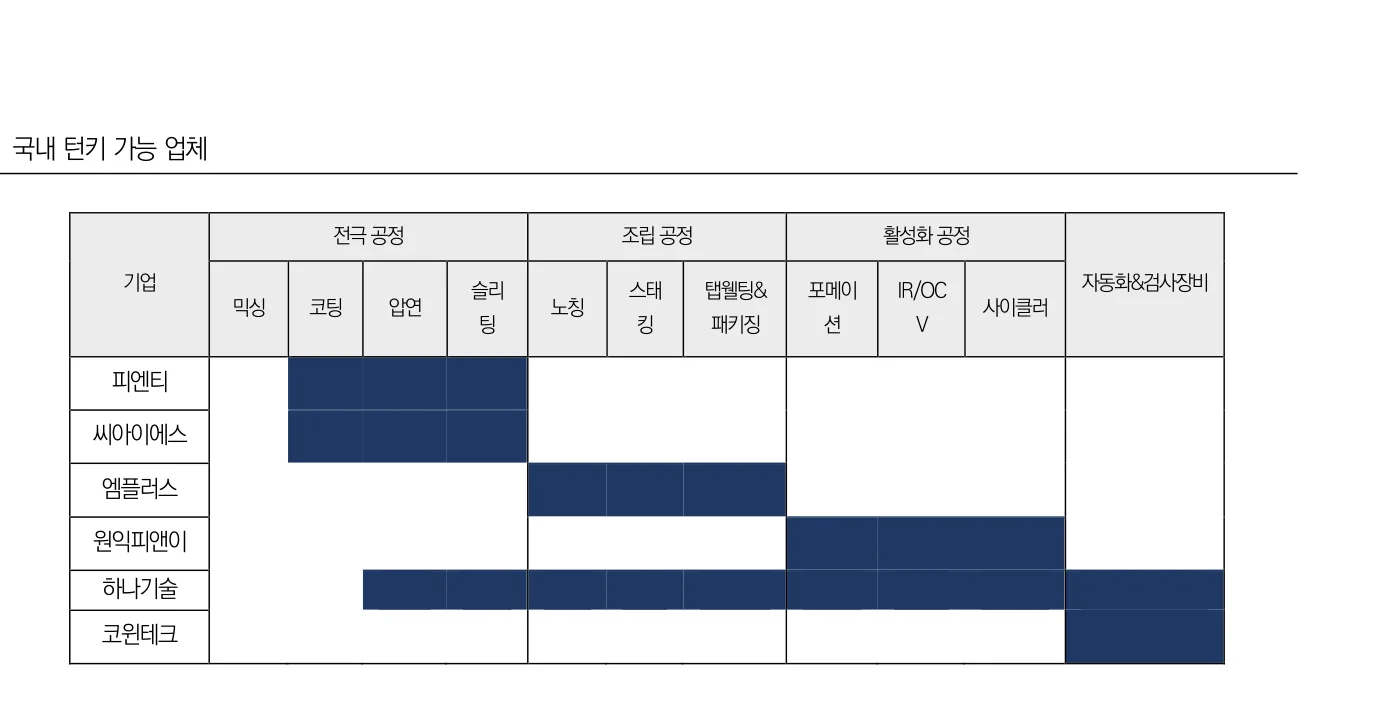 국내 턴키 가능 업체
기업
전극 공정
조립 공정
활성화 공정
자동화&검사장비
믹싱
코팅
압연
슬리
팅
노칭
스태
킹
탭웰팅&
패키징
포메이
션
IR/OC
V
사이클러
피엔티
씨아이에스
엠플러스
원익피앤이
하나기술
코윈테크